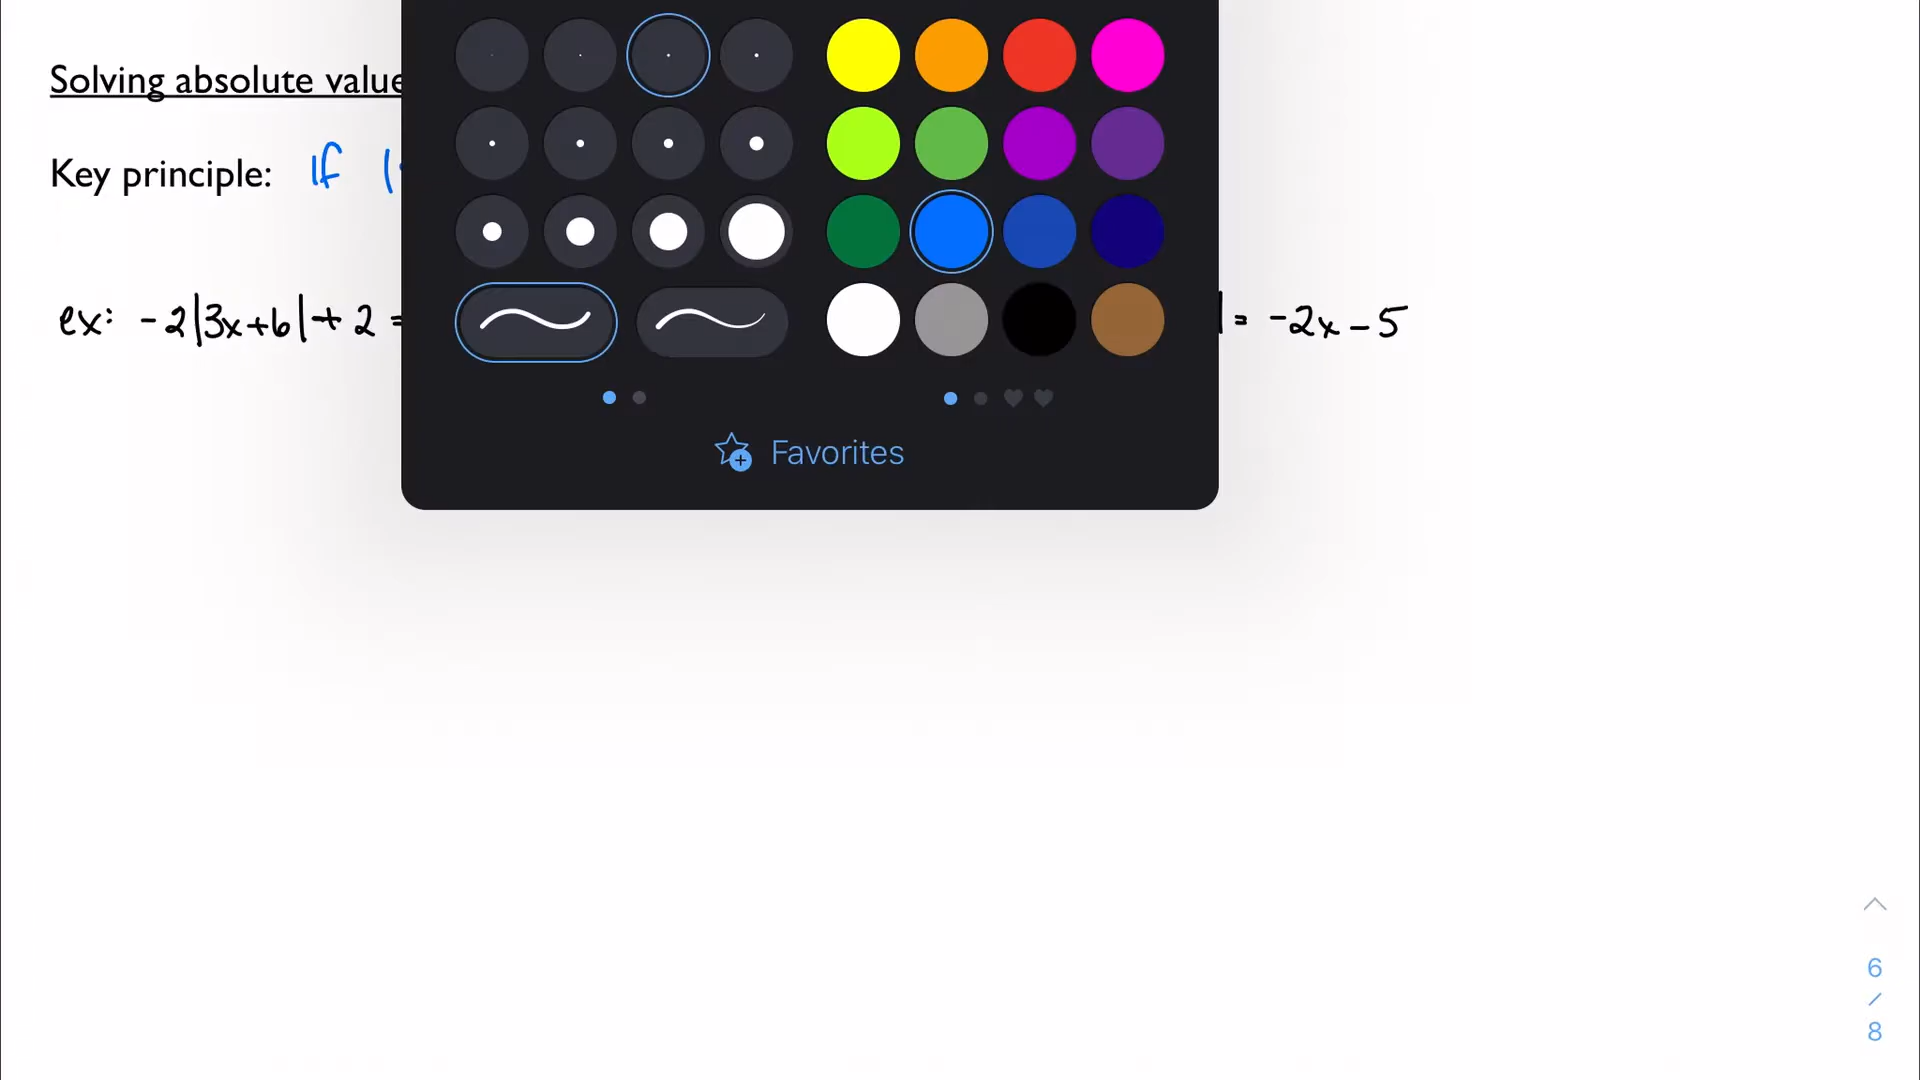 Solving absolute value
Key principle: If |
ex: -2|3x+6|+2 = | = -2x-5
Favorites
6
/
8